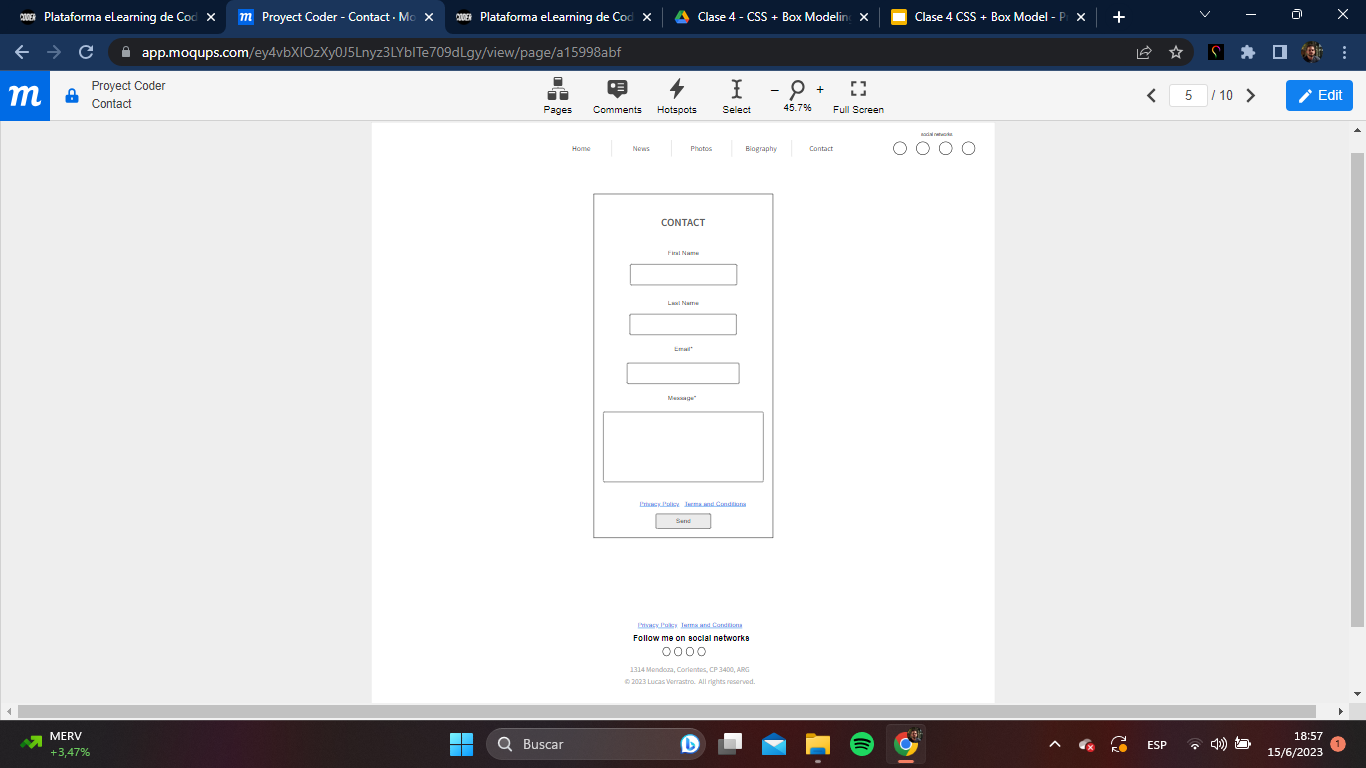 Plataforma eLearning de Cod
Proyect Coder - Contact · Mo
Plataforma eLearning de Cod
Clase 4 - CSS + Box Modeling
Clase 4 CSS + Box Model - P
app.moqups.com/ey4vbXIOzXy0J5Lnyz3LYbITe709dLgy/view/page/a15998abf
m
Proyect Coder
Contact
Pages
Comments
Hotspots
Select
− 45.7% +
Full Screen
5 / 10
Edit
social networks
Home
News
Photos
Biography
Contact
CONTACT
First Name
Last Name
Email*
Message*
Privacy Policy Terms and Conditions
Send
Privacy Policy Terms and Conditions
Follow me on social networks
1314 Mendoza, Corientes, CP 3400, ARG
© 2023 Lucas Verrastro. All rights reserved.
MERV
+3,47%
Buscar
ESP
18:57
15/6/2023
1